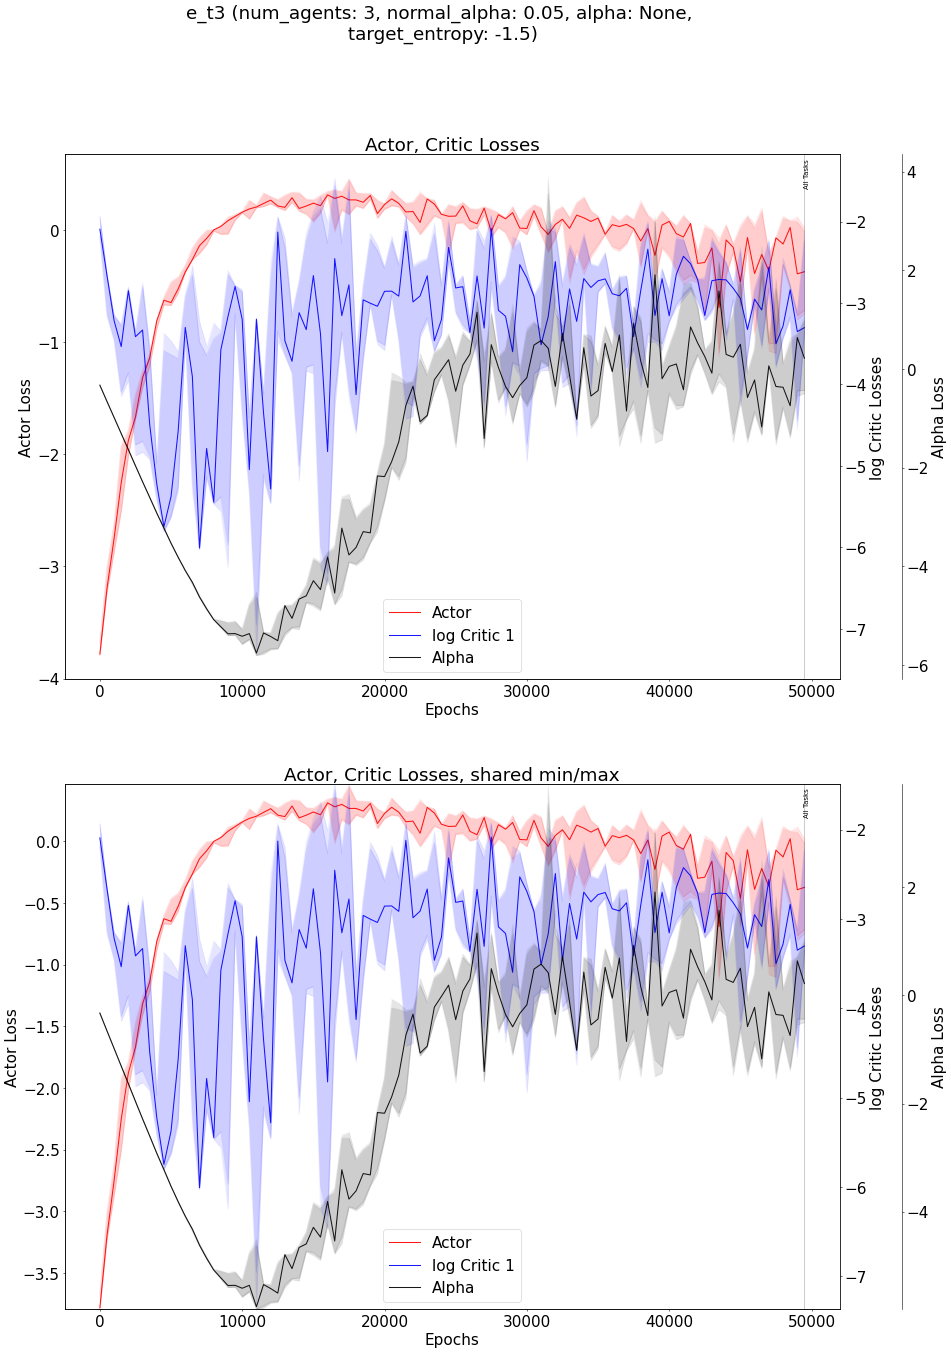 e_t3 (num_agents: 3, normal_alpha: 0.05, alpha: None,
target_entropy: -1.5)
Actor, Critic Losses
All Tasks
0
−1
−2
−3
−4
Actor Loss
−2
−3
−4
−5
−6
−7
log Critic Losses
4
2
0
−2
−4
−6
Alpha Loss
Actor
log Critic 1
Alpha
0 10000 20000 30000 40000 50000
Epochs
Actor, Critic Losses, shared min/max
All Tasks
0.0
−0.5
−1.0
−1.5
−2.0
−2.5
−3.0
−3.5
Actor Loss
−2
−3
−4
−5
−6
−7
log Critic Losses
2
0
−2
−4
Alpha Loss
Actor
log Critic 1
Alpha
0 10000 20000 30000 40000 50000
Epochs